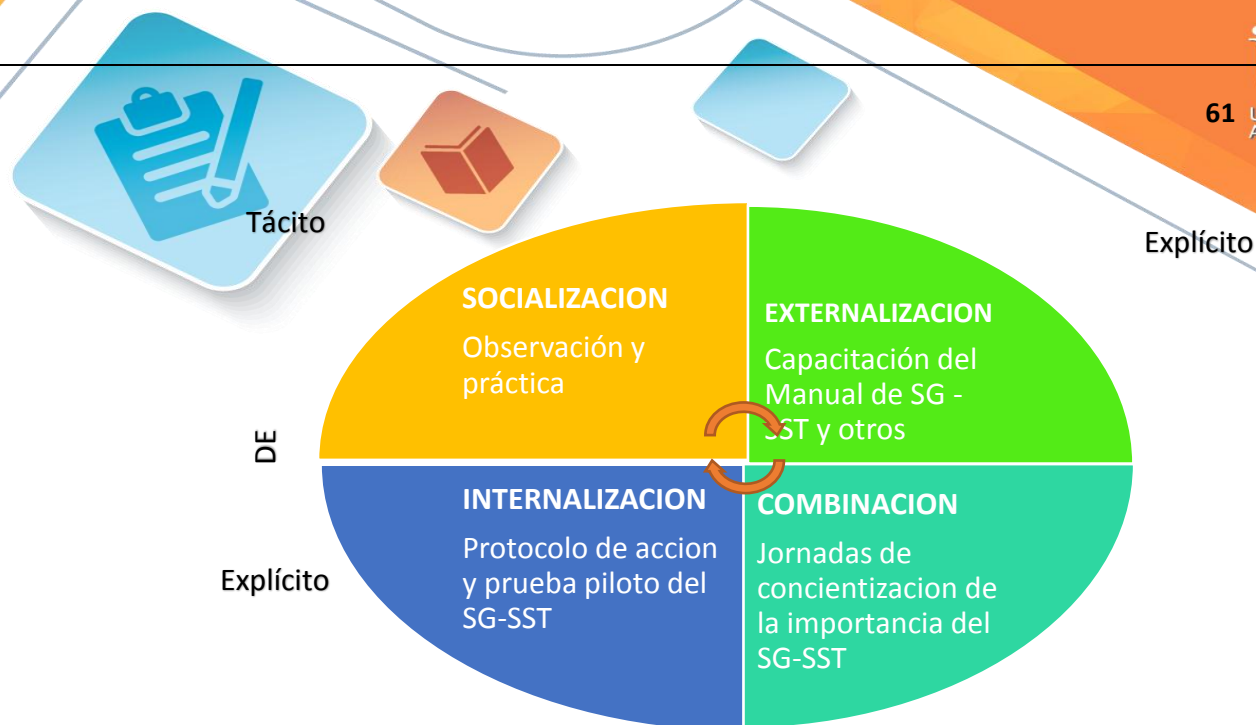 61
Tácito
Explícito
SOCIALIZACION
Observación y
práctica
EXTERNALIZACION
Capacitación del
Manual de SG -
SST y otros
DE
Explícito
INTERNALIZACION
Protocolo de accion
y prueba piloto del
SG-SST
COMBINACION
Jornadas de
concientizacion de
la importancia del
SG-SST